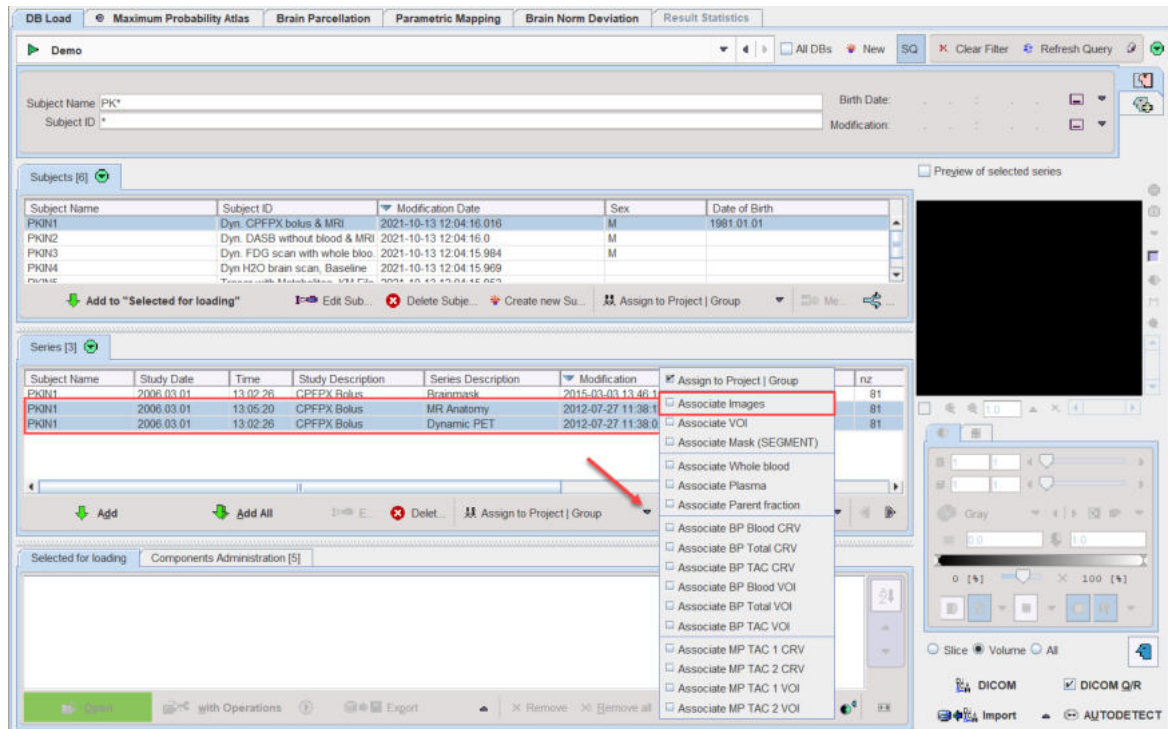 DB Load Maximum Probability Atlas Brain Parcellation Parametric Mapping Brain Norm Deviation Result Statistics
Demo All DBs New SQ Clear Filter Refresh Query
Subject Name PK* Birth Date:
Subject ID * Modification:
Subjects [6] Preview of selected series
Subject Name Subject ID Modification Date Sex Date of Birth
PKIN1 Dyn. CPFPX bolus & MRI 2021-10-13 12:04:16.016 M 1981.01.01
PKIN2 Dyn. DASB without blood & MRI 2021-10-13 12:04:16.0 M
PKIN3 Dyn. FDG scan with whole bloo. 2021-10-13 12:04:15.984 M
PKIN4 Dyn H2O brain scan, Baseline 2021-10-13 12:04:15.969
Add to "Selected for loading" Edit Sub... Delete Subje... Create new Su... Assign to Project | Group Me...
Series [3]
Subject Name Study Date Time Study Description Series Description Modification nz
PKIN1 2006.03.01 13:02:26 CPFPX Bolus Brainmask 2015-03-03 13:46:1 81
PKIN1 2006.03.01 13:05:20 CPFPX Bolus MR Anatomy 2012-07-27 11:38:1 81
PKIN1 2006.03.01 13:02:26 CPFPX Bolus Dynamic PET 2012-07-27 11:38:0 81
Assign to Project | Group
Associate Images
Associate VOI
Associate Mask (SEGMENT)
Associate Whole blood
Associate Plasma
Associate Parent fraction
Associate BP Blood CRV
Associate BP Total CRV
Associate BP TAC CRV
Associate BP Blood VOI
Associate BP Total VOI
Associate BP TAC VOI
Associate MP TAC 1 CRV
Associate MP TAC 2 CRV
Associate MP TAC 1 VOI
Associate MP TAC 2 VOI
Add Add All E... Delet... Assign to Project | Group
Selected for loading Components Administration [5]
Open with Operations Export Remove Remove all
1.0
1 1
1 1
Gray
0.0 1.0
0 [%] 100 [%]
Slice Volume All
DICOM DICOM Q/R
Import AUTODETECT